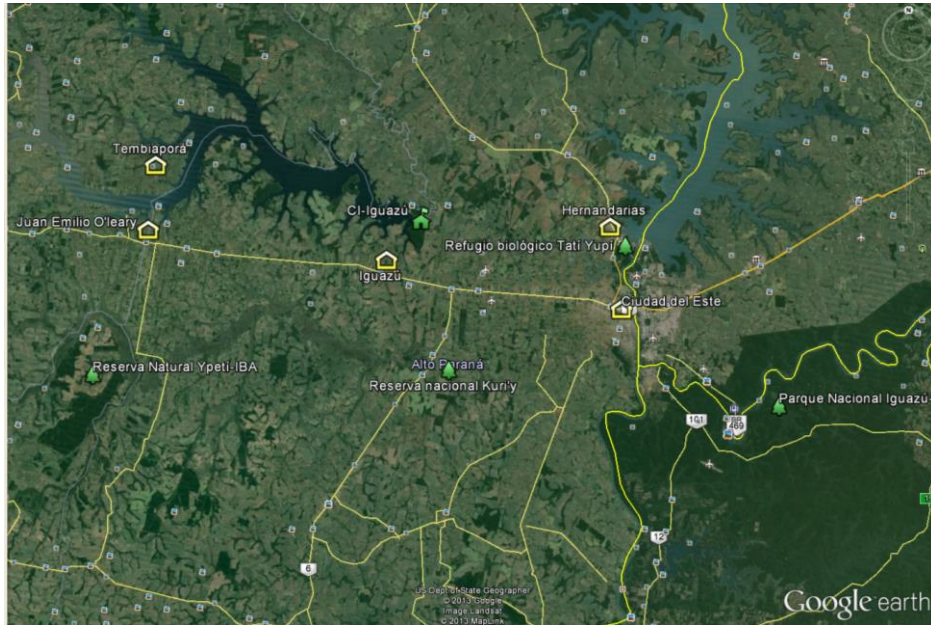 N
Tembiaporá
CI-Iguazú
Hernandarias
Juan Emilio O'leary
Refugio biológico Tatí Yupí
Iguazú
Ciudad del Este
Reserva Natural Ypetí-IBA
Alto Paraná
Reserva nacional Kuri'y
Parque Nacional Iguazú
101
469
12
6
US Dept of State Geographer
© 2013 Google
Image Landsat
© 2013 MapLink
Google earth